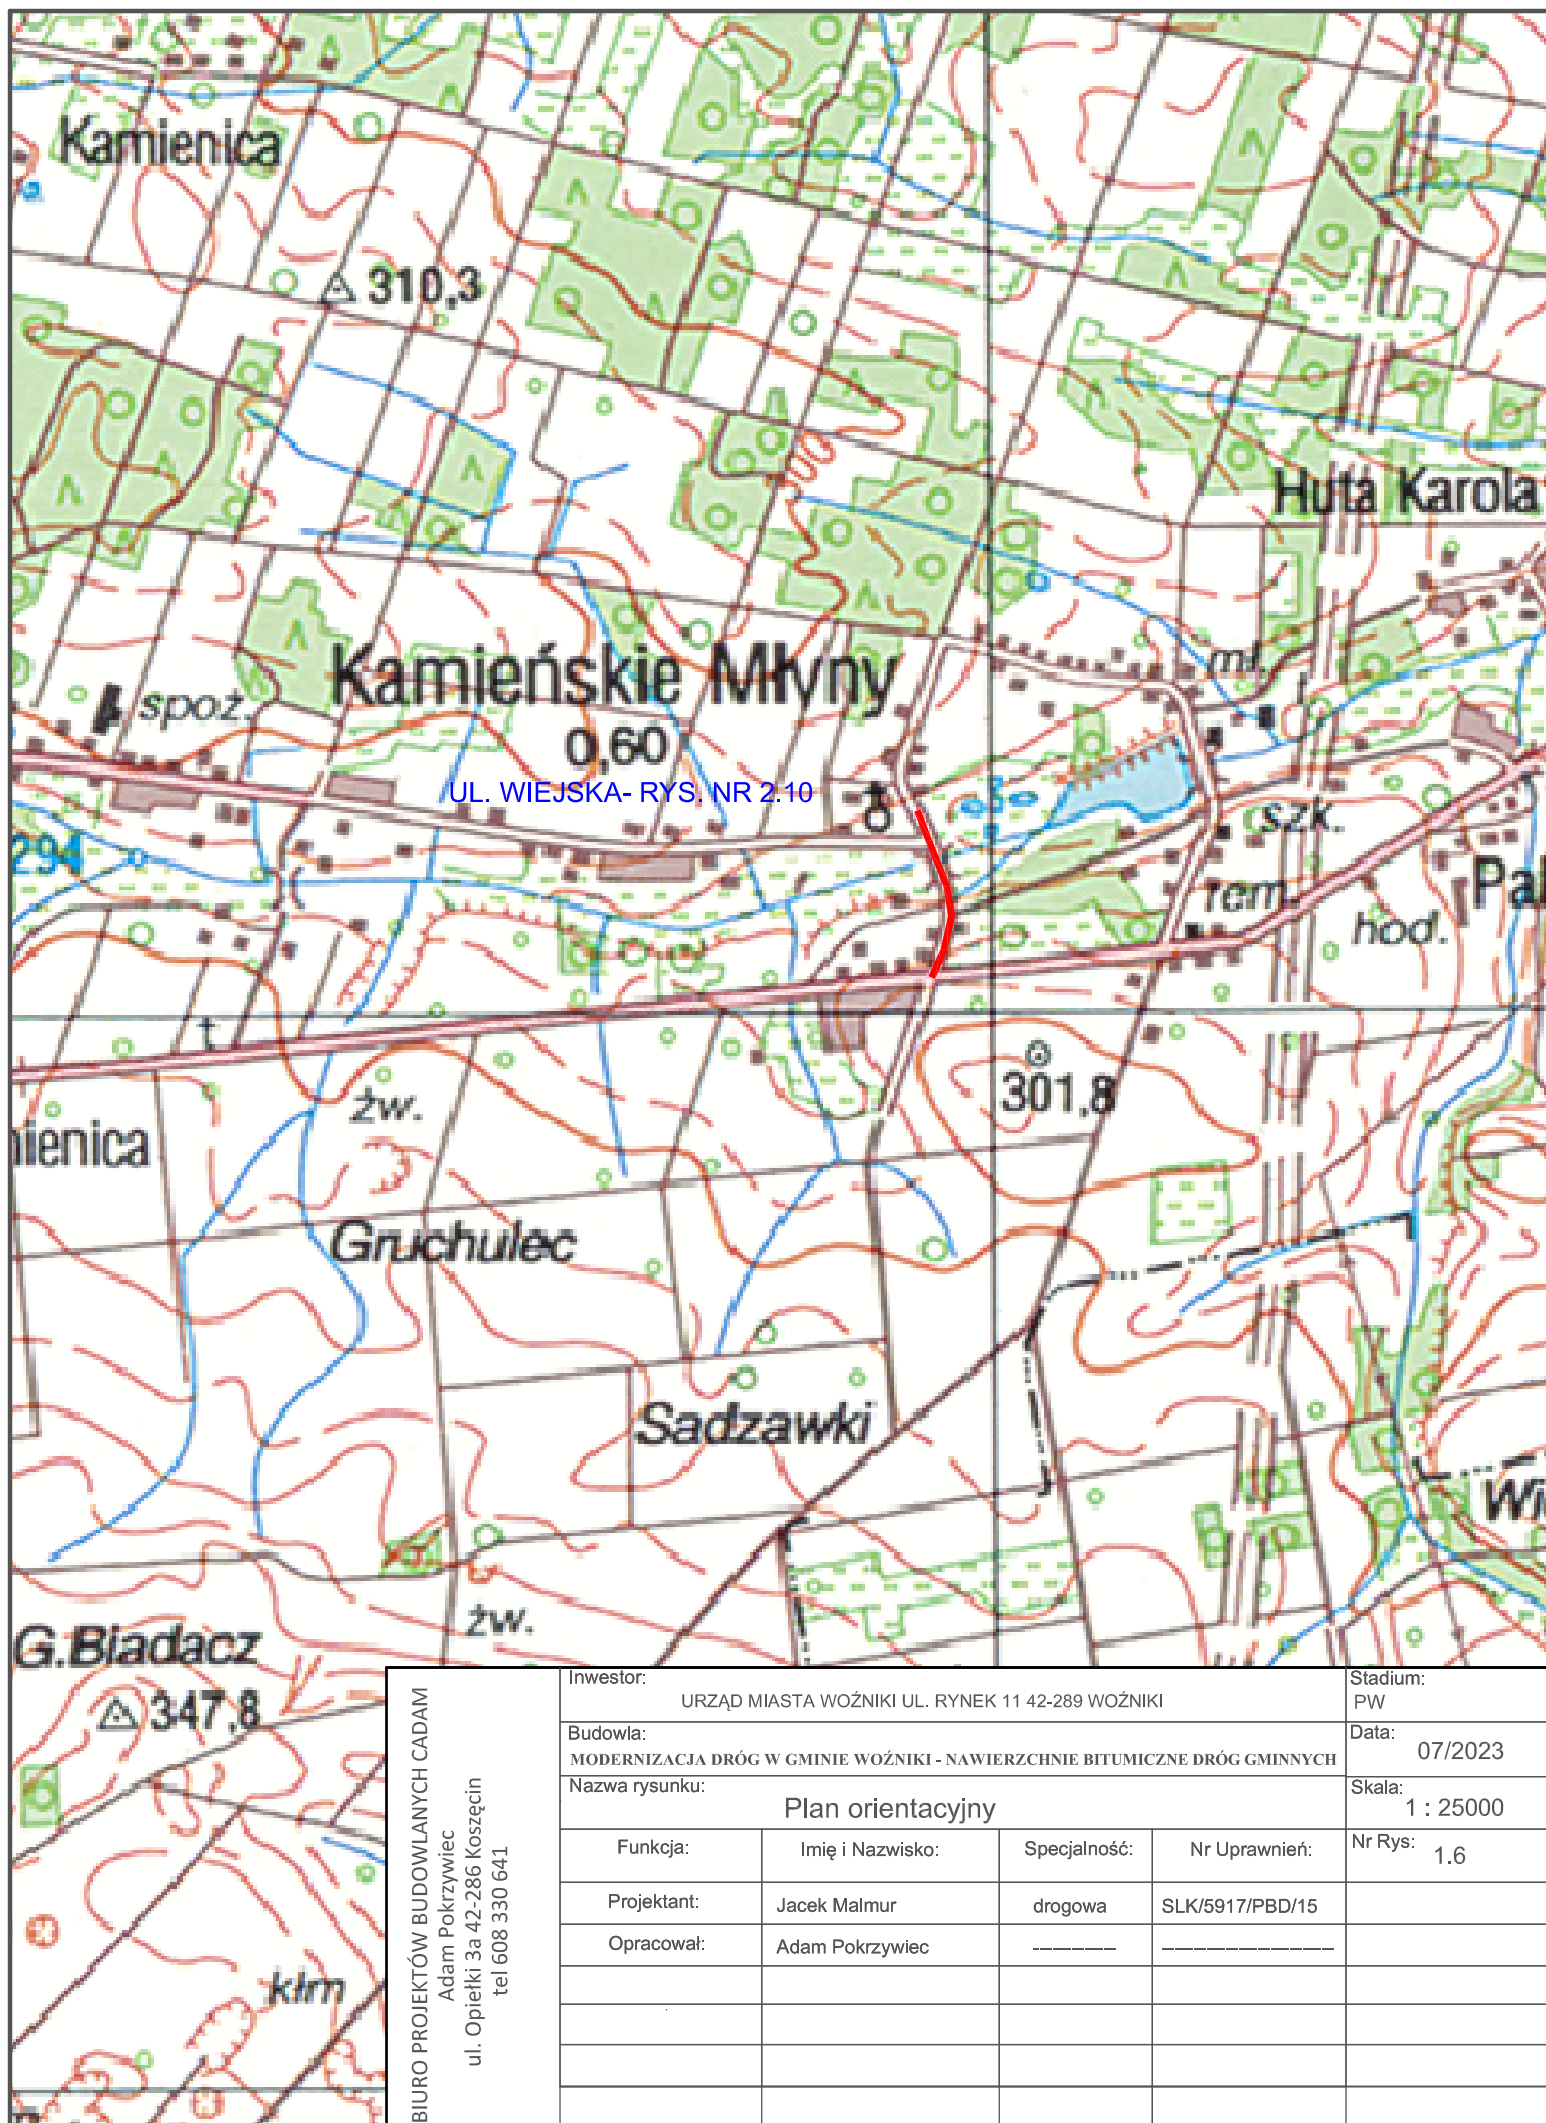 Kamienica
310,3
Huta Karola
Kamieńskie Młyny
mł.
spoż.
0,60
UL. WIEJSKA- RYS. NR 2.10
szk.
294
rem.
Pal
hod.
301,8
żw.
mienica
Gruchulec
Sadzawki
Wi
żw.
G.Biadacz
347,8
kłm
BIURO PROJEKTÓW BUDOWLANYCH CADAM
Adam Pokrzywiec
ul. Opiełki 3a 42-286 Koszęcin
tel 608 330 641
Inwestor:
URZĄD MIASTA WOŹNIKI UL. RYNEK 11 42-289 WOŹNIKI
Stadium:
PW
Budowla:
MODERNIZACJA DRÓG W GMINIE WOŹNIKI - NAWIERZCHNIE BITUMICZNE DRÓG GMINNYCH
Data:
07/2023
Nazwa rysunku:
Plan orientacyjny
Skala:
1 : 25000
Funkcja: Imię i Nazwisko: Specjalność: Nr Uprawnień: Nr Rys: 1.6
Projektant: Jacek Malmur drogowa SLK/5917/PBD/15
Opracował: Adam Pokrzywiec -------- ---------------